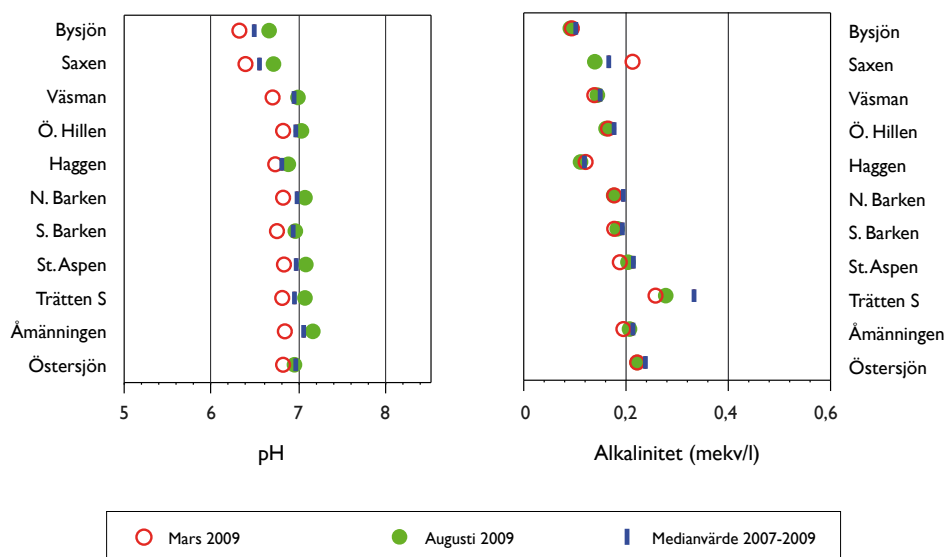 Bysjön
Saxen
Väsman
Ö. Hillen
Haggen
N. Barken
S. Barken
St. Aspen
Trätten S
Åmänningen
Östersjön
5 6 7 8
pH
Bysjön
Saxen
Väsman
Ö. Hillen
Haggen
N. Barken
S. Barken
St. Aspen
Trätten S
Åmänningen
Östersjön
0 0,2 0,4 0,6
Alkalinitet (mekv/l)
Mars 2009 Augusti 2009 Medianvärde 2007-2009